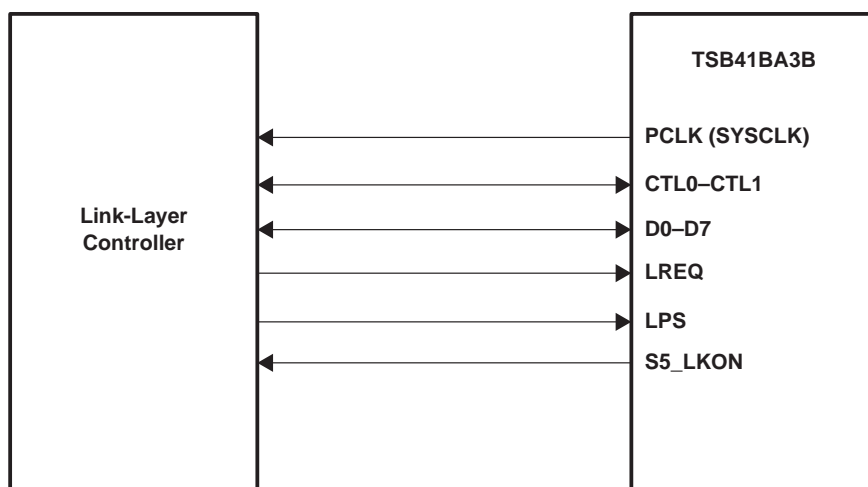 TSB41BA3B
PCLK (SYSCLK)
CTL0–CTL1
Link-Layer
Controller
D0–D7
LREQ
LPS
S5_LKON